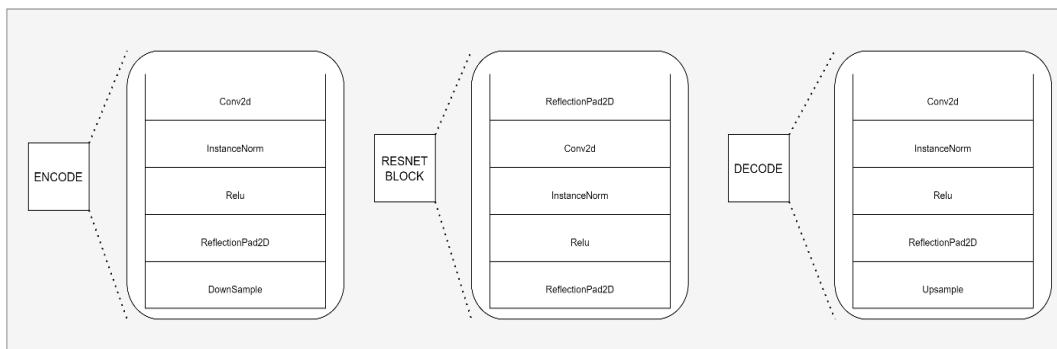 ENCODE
Conv2d
InstanceNorm
Relu
ReflectionPad2D
DownSample
RESNET
BLOCK
ReflectionPad2D
Conv2d
InstanceNorm
Relu
ReflectionPad2D
DECODE
Conv2d
InstanceNorm
Relu
ReflectionPad2D
Upsample